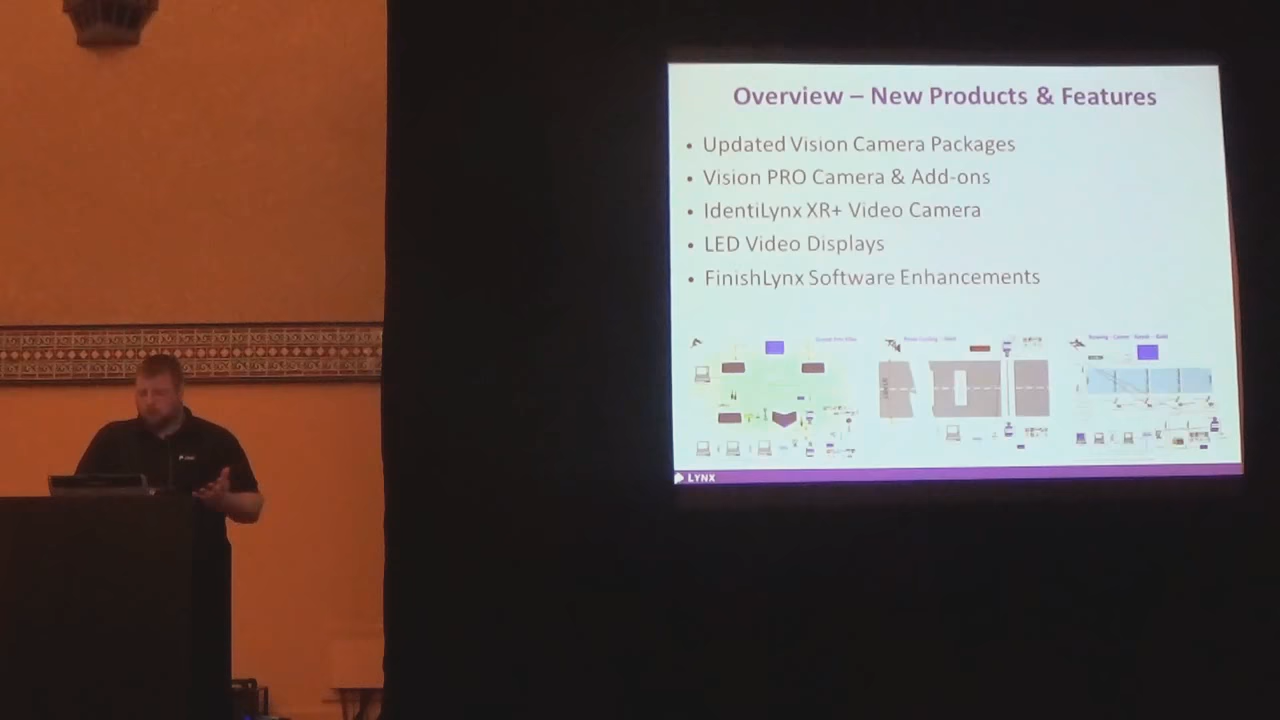 Overview – New Products & Features
• Updated Vision Camera Packages
• Vision PRO Camera & Add-ons
• IdentiLynx XR+ Video Camera
• LED Video Displays
• FinishLynx Software Enhancements
LYNX